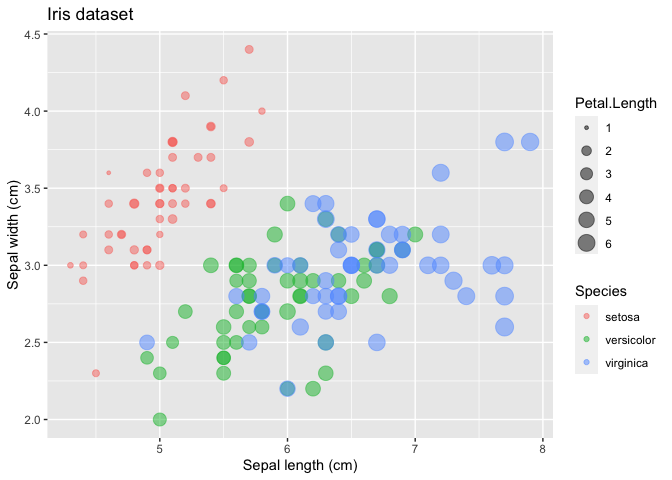 Iris dataset
4.5
4.0
3.5
3.0
2.5
2.0
Sepal width (cm)
5 6 7 8
Sepal length (cm)
Petal.Length
1
2
3
4
5
6
Species
setosa
versicolor
virginica